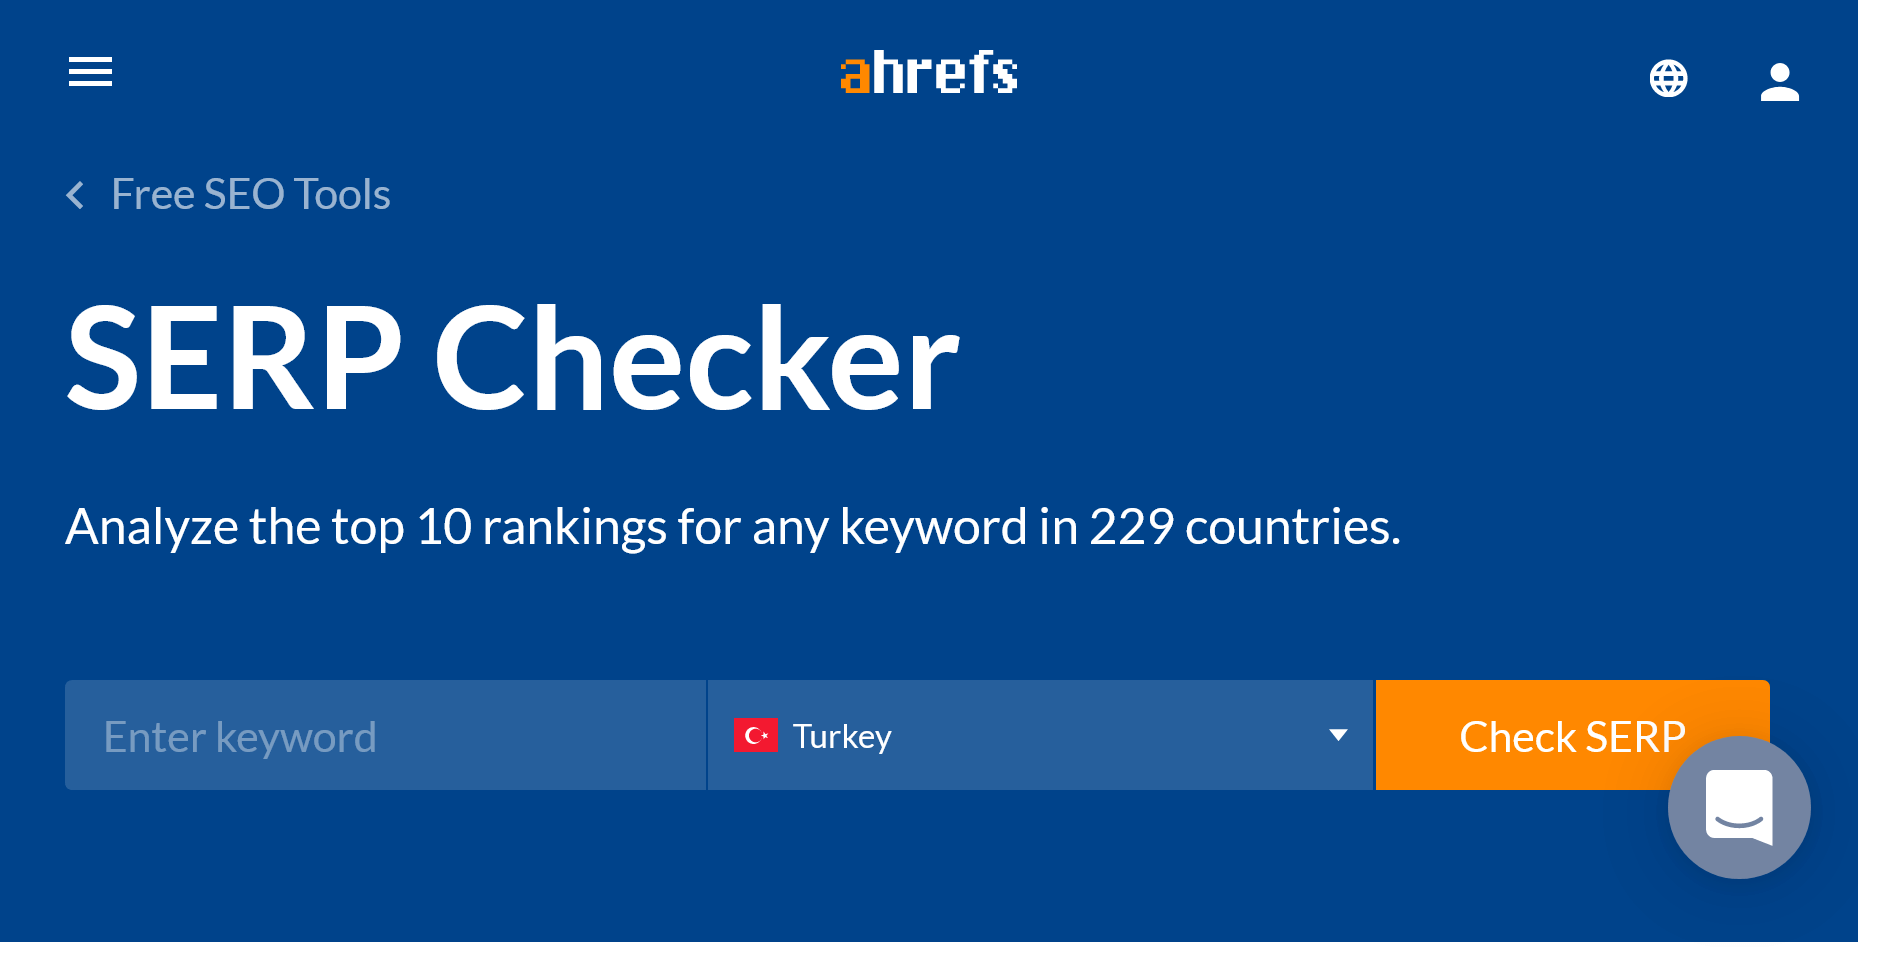 ahrefs
Free SEO Tools
SERP Checker
Analyze the top 10 rankings for any keyword in 229 countries.
Enter keyword
Turkey
Check SERP